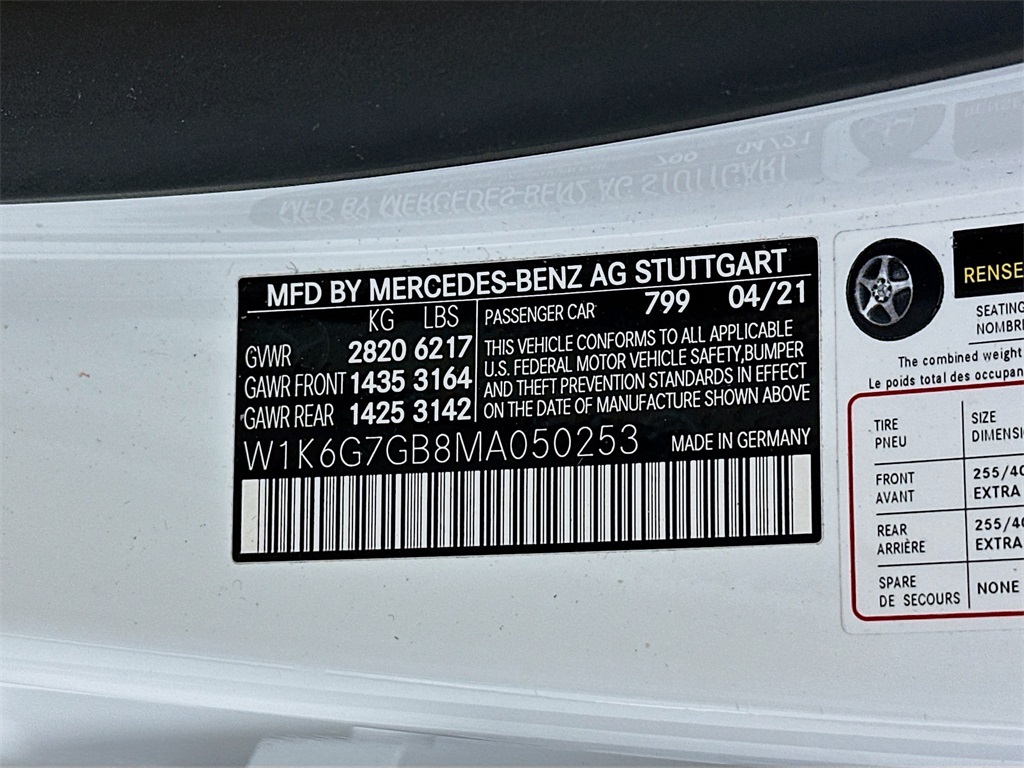 MFD BY MERCEDES-BENZ AG STUTTGART
KG LBS
GVWR 2820 6217
GAWR FRONT 1435 3164
GAWR REAR 1425 3142
PASSENGER CAR 799 04/21
THIS VEHICLE CONFORMS TO ALL APPLICABLE
U.S. FEDERAL MOTOR VEHICLE SAFETY,BUMPER
AND THEFT PREVENTION STANDARDS IN EFFECT
ON THE DATE OF MANUFACTURE SHOWN ABOVE
W1K6G7GB8MA050253 MADE IN GERMANY
RENSE
SEATING
NOMBRE
The combined weight
Le poids total des occupan
TIRE SIZE
PNEU DIMENSI
FRONT 255/40
AVANT EXTRA
REAR 255/40
ARRIÈRE EXTRA
SPARE NONE
DE SECOURS